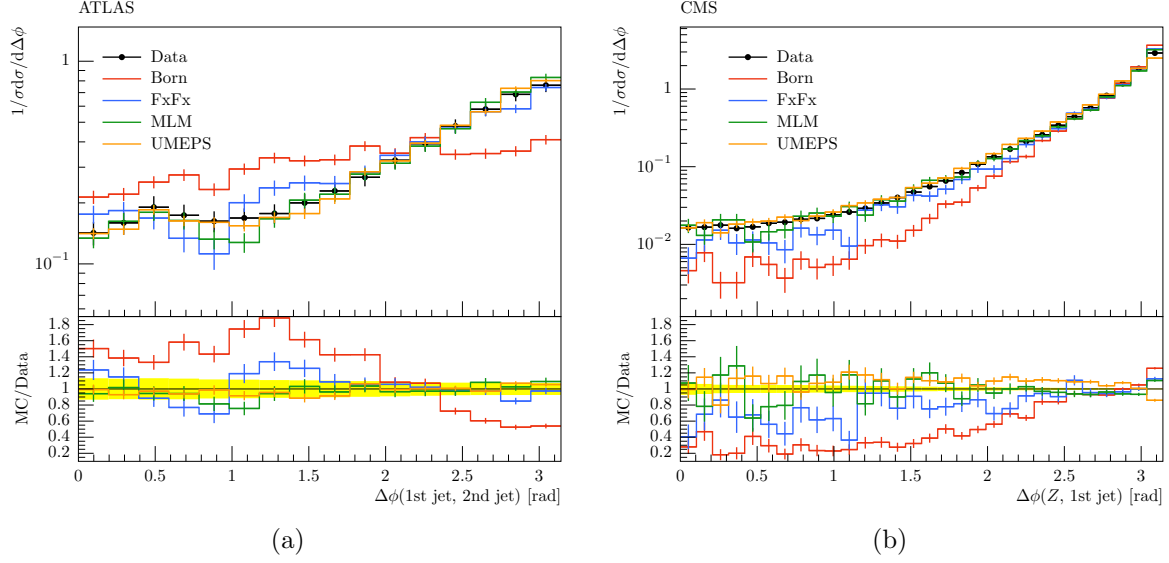 ATLAS
1/σdσ/dΔϕ
1
10⁻¹
Data
Born
FxFx
MLM
UMEPS
MC/Data
1.8
1.6
1.4
1.2
1
0.8
0.6
0.4
0.2
0 0.5 1 1.5 2 2.5 3
Δϕ(1st jet, 2nd jet) [rad]
(a)
CMS
1/σdσ/dΔϕ
1
10⁻¹
10⁻²
Data
Born
FxFx
MLM
UMEPS
MC/Data
1.8
1.6
1.4
1.2
1
0.8
0.6
0.4
0.2
0 0.5 1 1.5 2 2.5 3
Δϕ(Z, 1st jet) [rad]
(b)